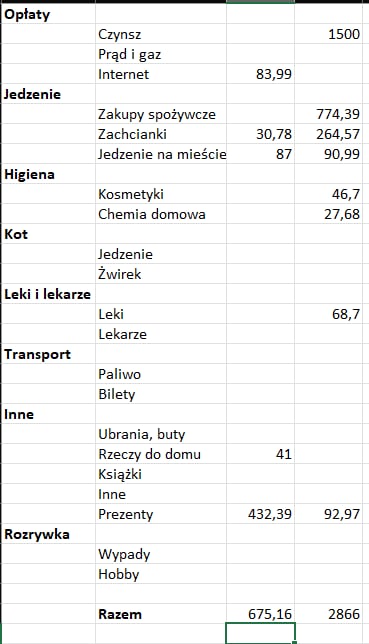 Opłaty
Czynsz 1500
Prąd i gaz
Internet 83,99
Jedzenie
Zakupy spożywcze 774,39
Zachcianki 30,78 264,57
Jedzenie na mieście 87 90,99
Higiena
Kosmetyki 46,7
Chemia domowa 27,68
Kot
Jedzenie
Żwirek
Leki i lekarze
Leki 68,7
Lekarze
Transport
Paliwo
Bilety
Inne
Ubrania, buty
Rzeczy do domu 41
Książki
Inne
Prezenty 432,39 92,97
Rozrywka
Wypady
Hobby
Razem 675,16 2866